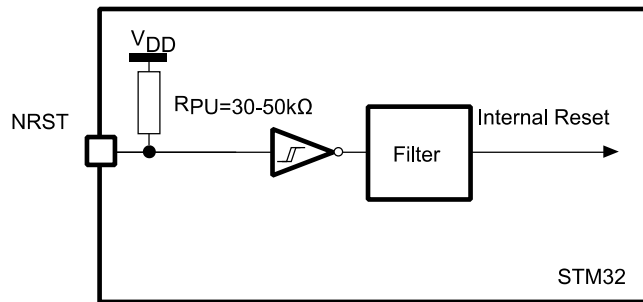 VDD
RPU=30-50kΩ
NRST
Internal Reset
Filter
STM32